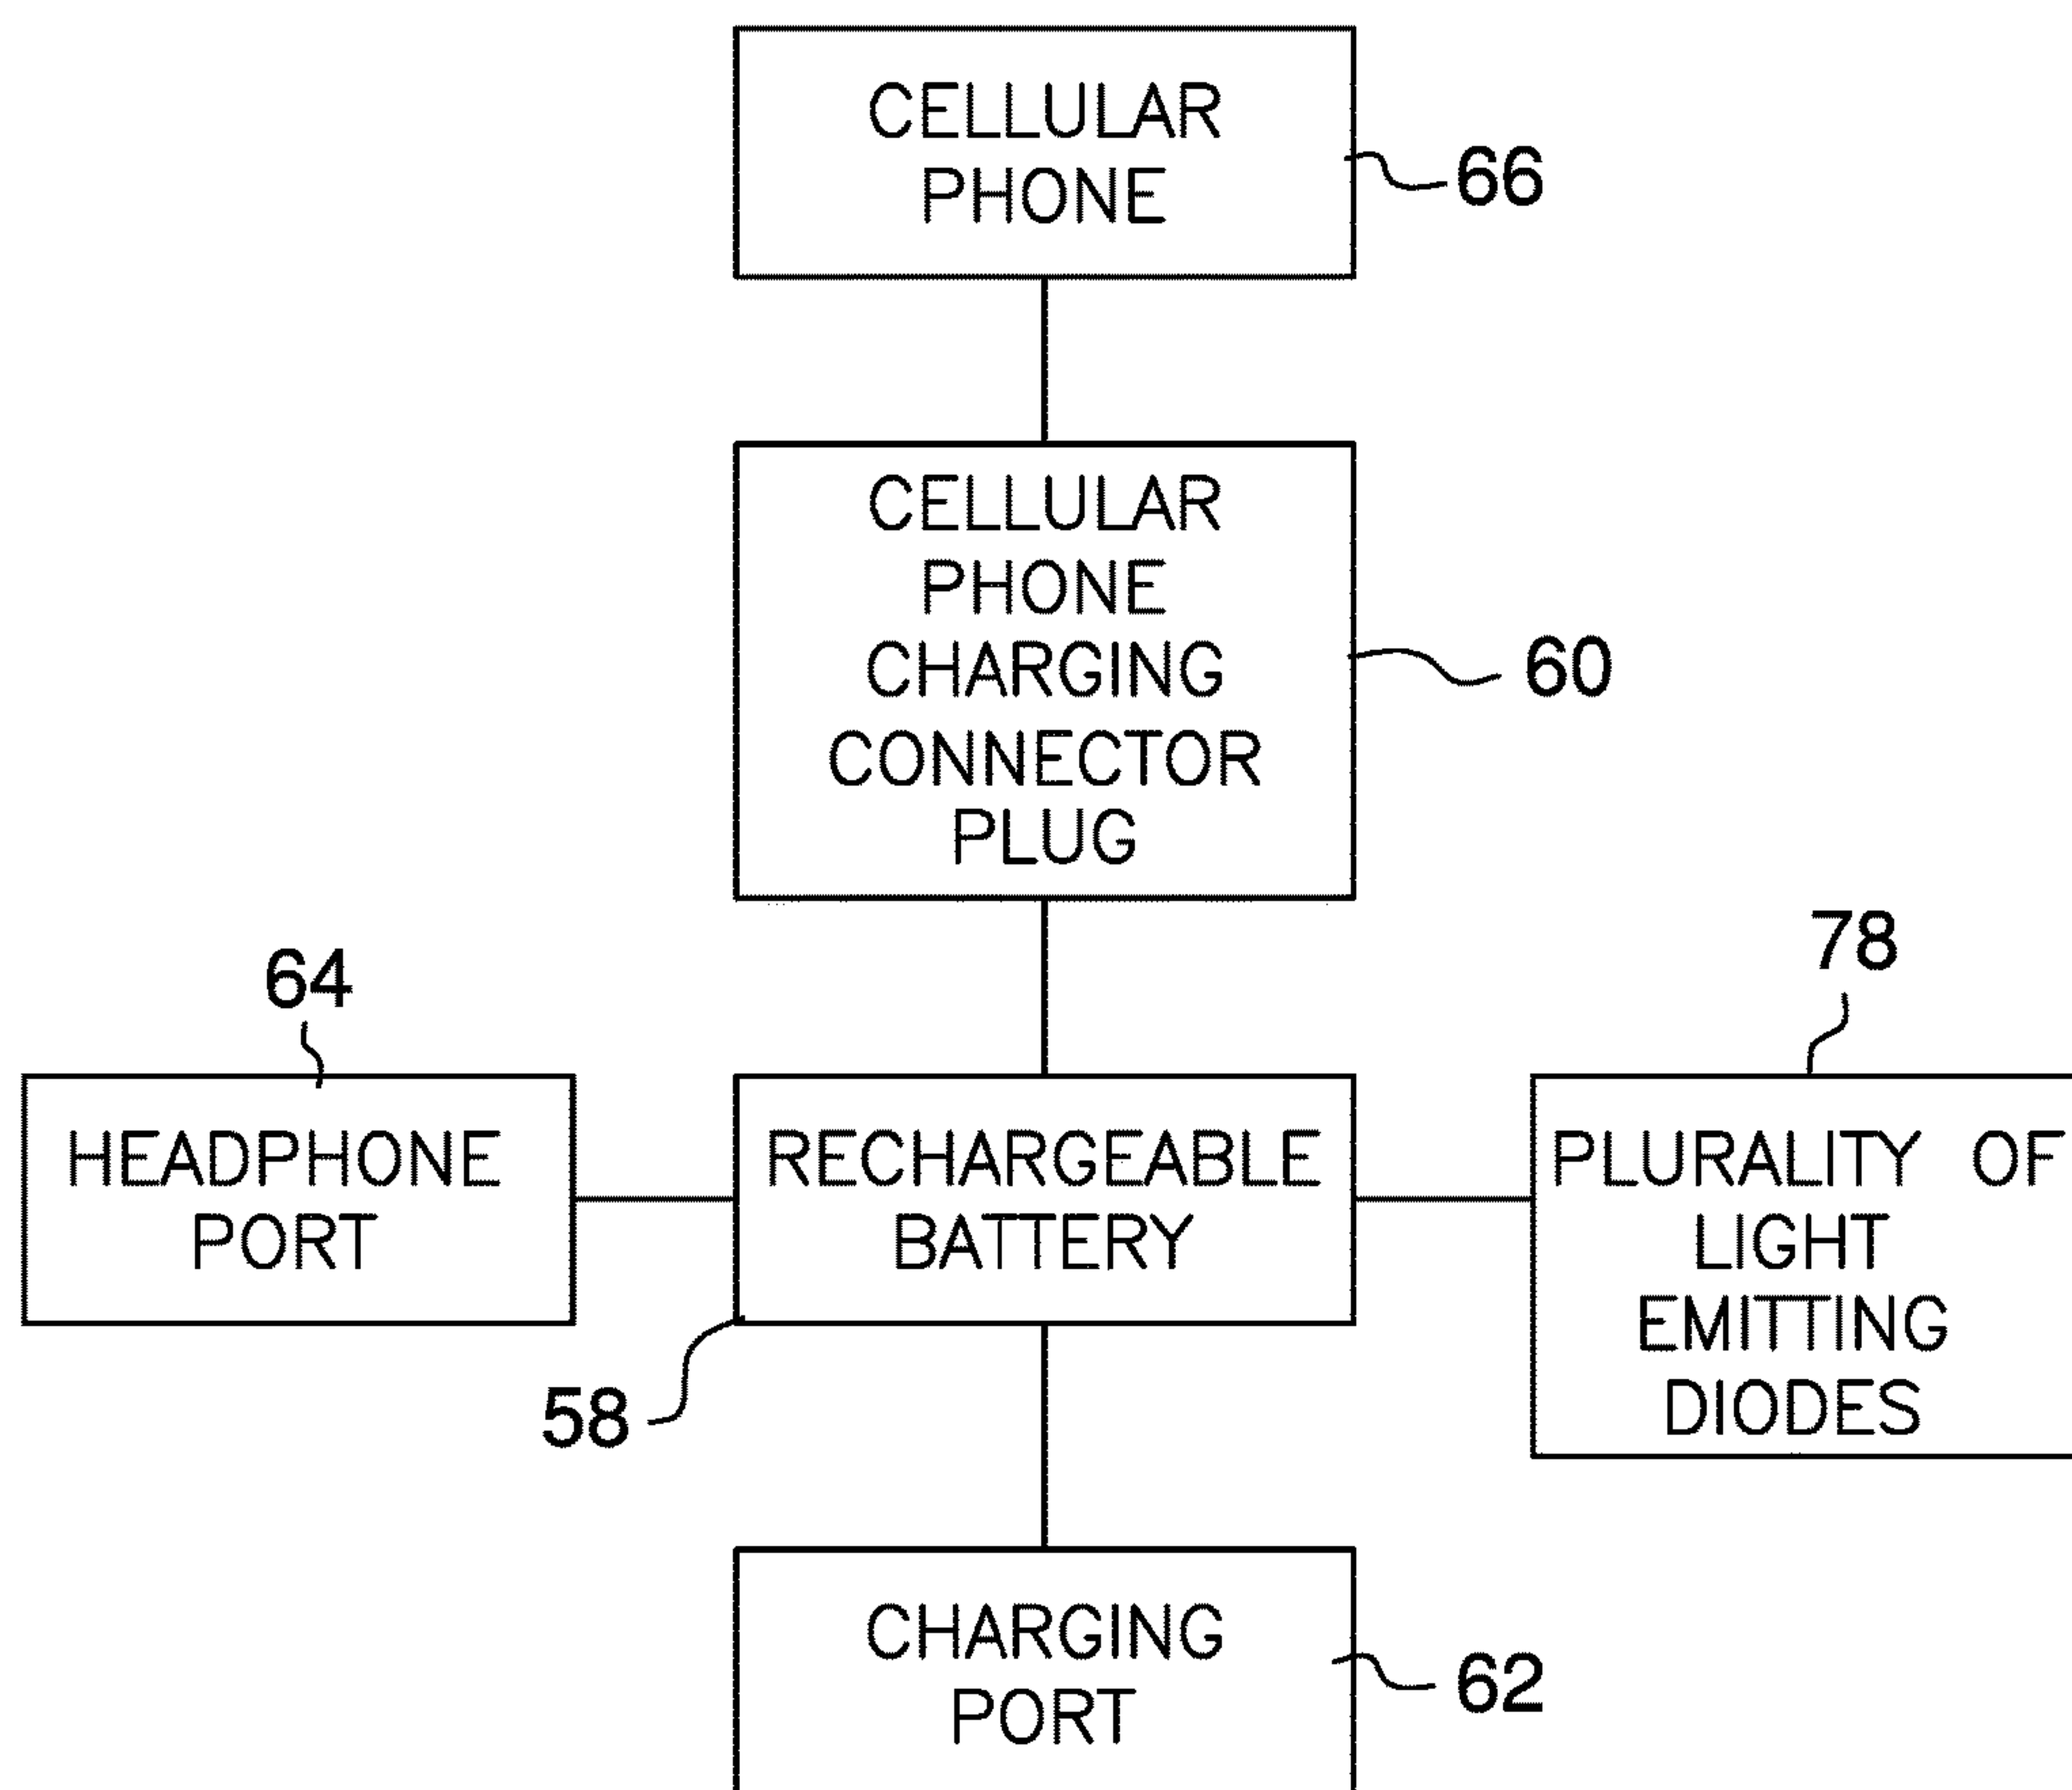 CELLULAR
PHONE
66
CELLULAR
PHONE
CHARGING
CONNECTOR
PLUG
60
64
78
HEADPHONE
PORT
RECHARGEABLE
BATTERY
PLURALITY OF
LIGHT
EMITTING
DIODES
58
CHARGING
PORT
62